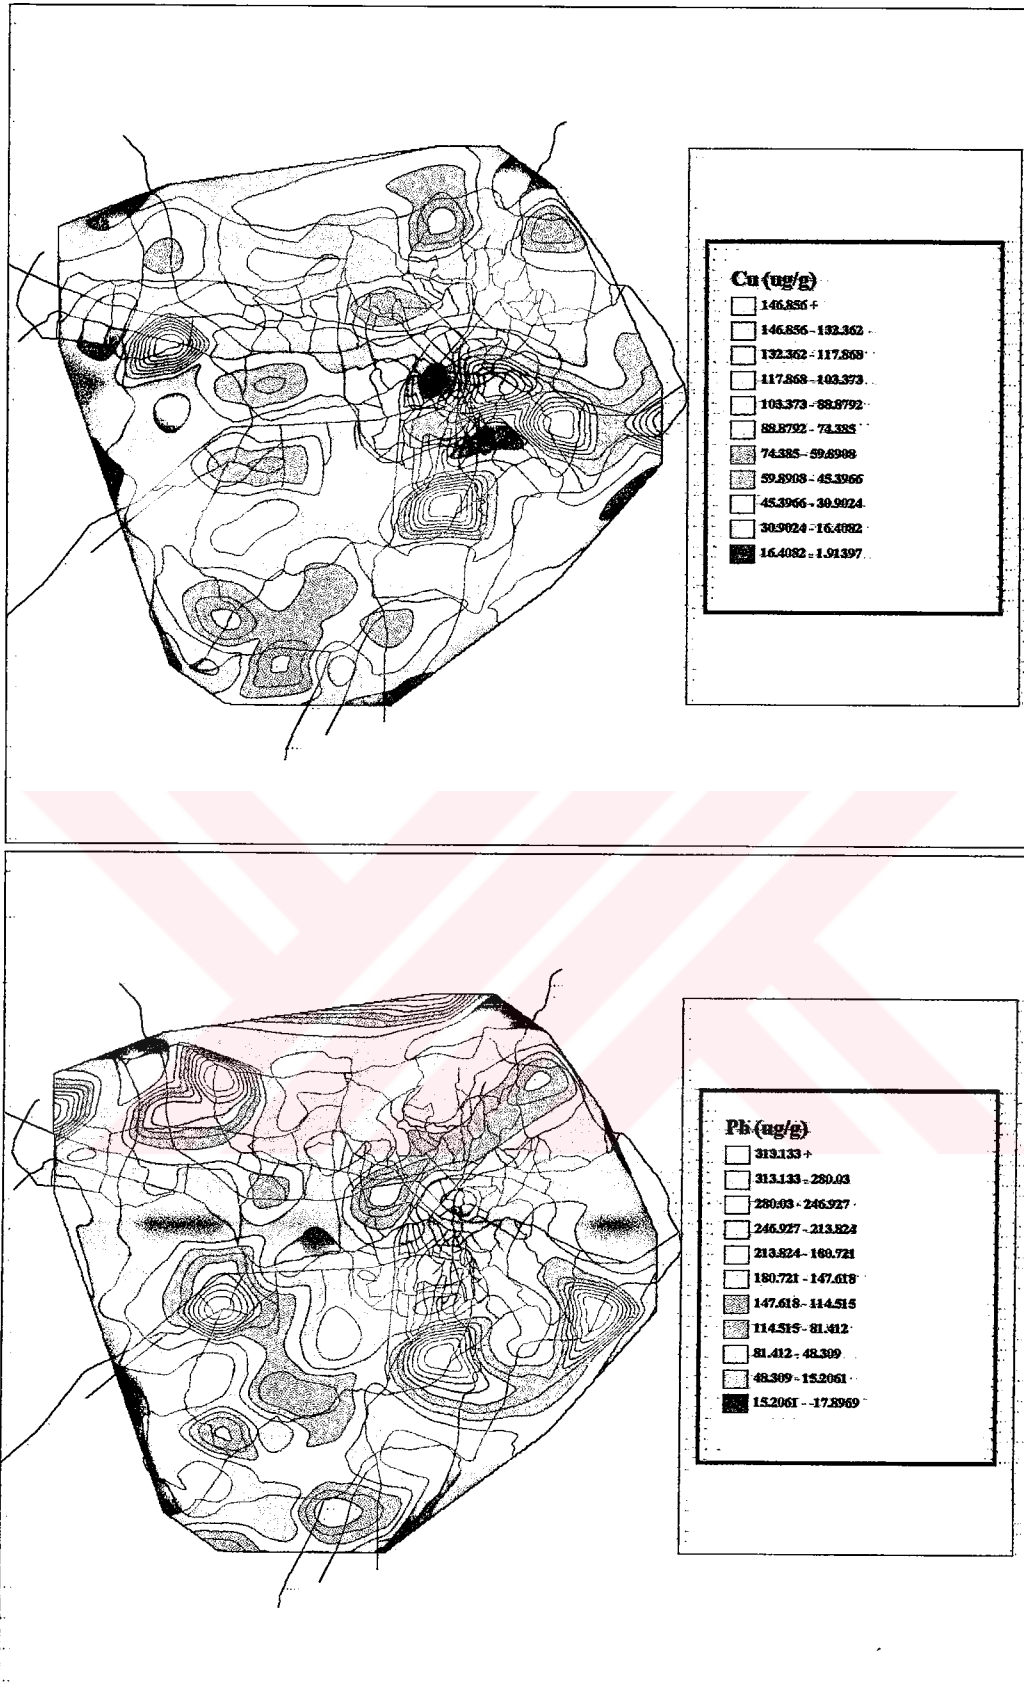 Cu (ug/g)
146.856 +
146.856 - 132.362
132.362 - 117.868
117.868 - 103.373
103.373 - 88.8792
88.8792 - 74.385
74.385 - 59.8908
59.8908 - 45.3966
45.3966 - 30.9024
30.9024 - 16.4082
16.4082 - 1.91397
Pb (ug/g)
313.133 +
313.133 - 280.03
280.03 - 246.927
246.927 - 213.824
213.824 - 180.721
180.721 - 147.618
147.618 - 114.515
114.515 - 81.412
81.412 - 48.309
48.309 - 15.2061
15.2061 - -17.8969